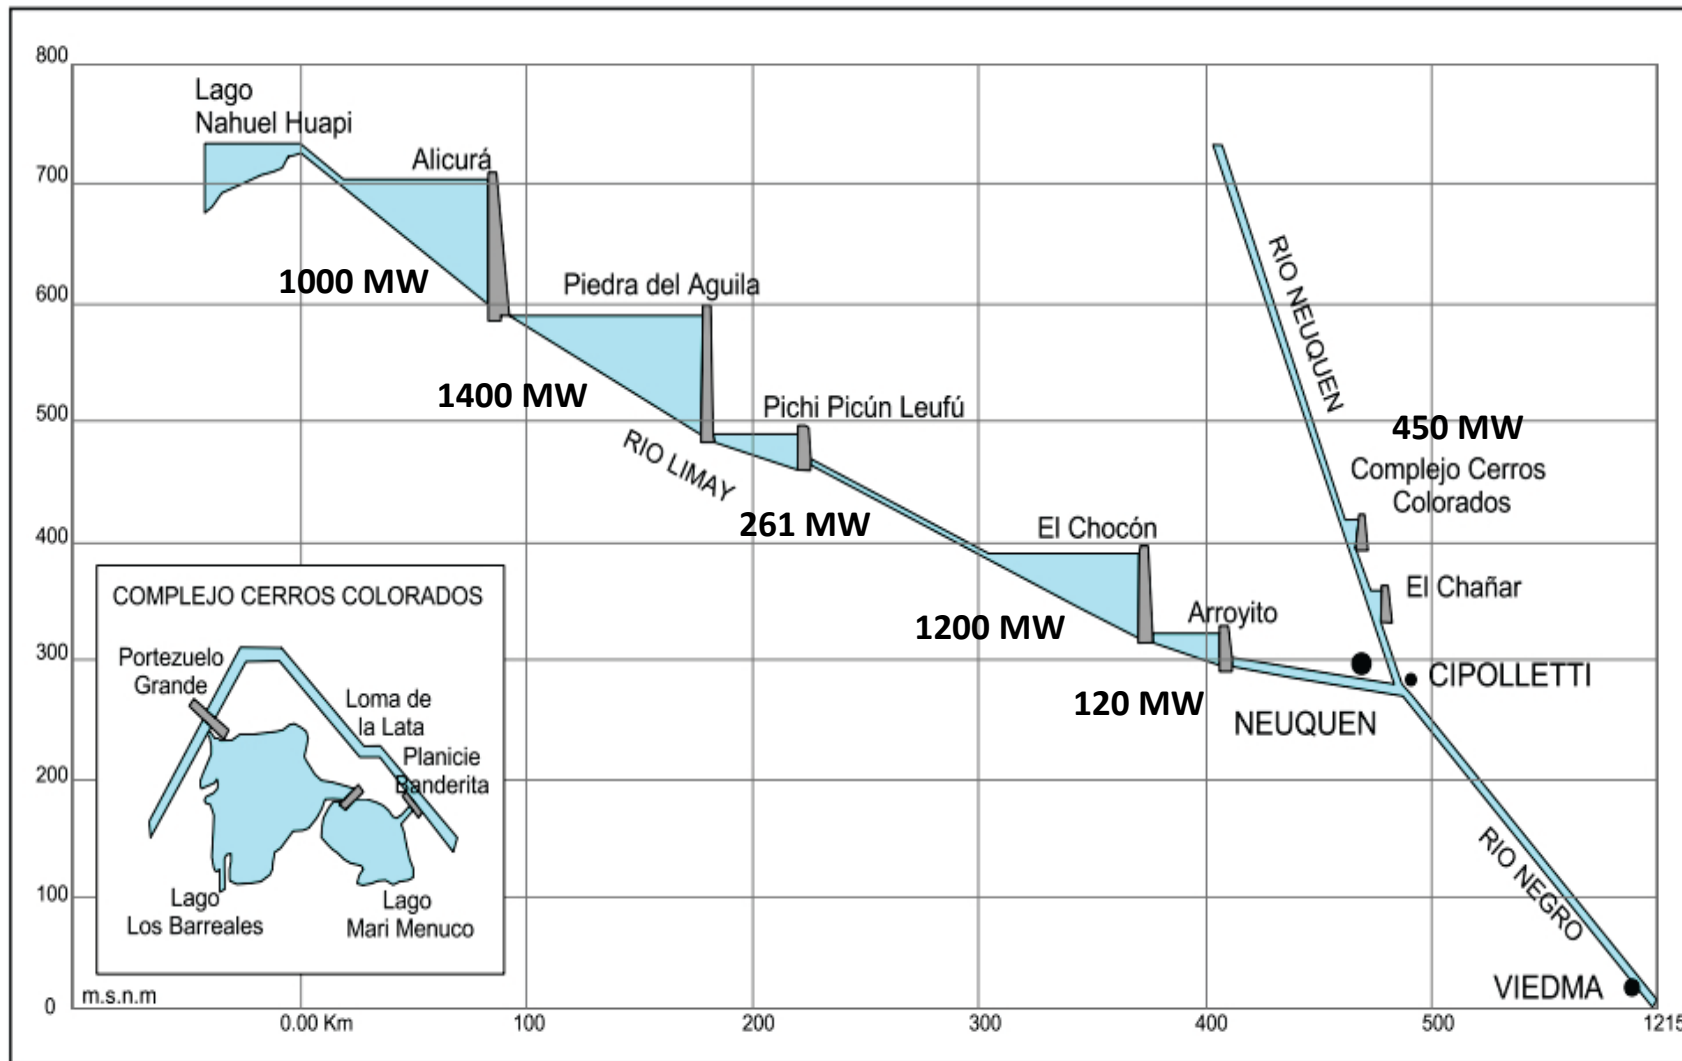 800
Lago
Nahuel Huapi
Alicurá
700
1000 MW
600
Piedra del Aguila
1400 MW
500
RIO LIMAY
Pichi Picún Leufú
261 MW
400
El Chocón
1200 MW
Arroyito
120 MW
RIO NEUQUEN
450 MW
Complejo Cerros
Colorados
El Chañar
CIPOLLETTI
NEUQUEN
RIO NEGRO
VIEDMA
300
200
100
0
m.s.n.m
COMPLEJO CERROS COLORADOS
Portezuelo
Grande
Loma de
la Lata
Planicie
Banderita
Lago
Los Barreales
Lago
Mari Menuco
0.00 Km
100
200
300
400
500
1215